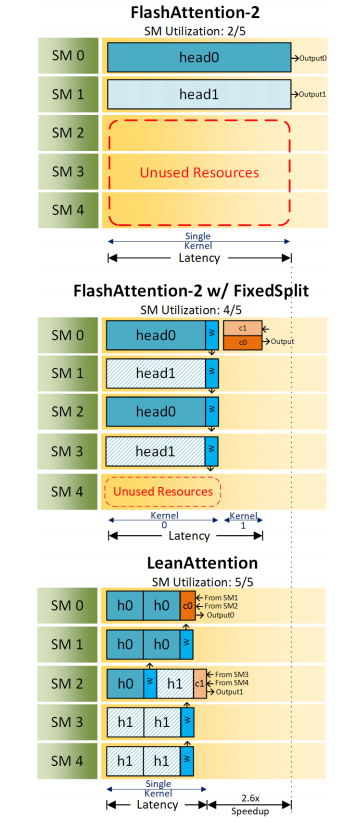 FlashAttention-2
SM Utilization: 2/5
SM 0
head0
Output0
SM 1
head1
Output1
SM 2
SM 3
Unused Resources
SM 4
Single
Kernel
Latency
FlashAttention-2 w/ FixedSplit
SM Utilization: 4/5
SM 0
head0
W
c1
c0
Output
SM 1
head1
W
SM 2
head0
W
SM 3
head1
W
SM 4
Unused Resources
Kernel
0
Kernel
1
Latency
LeanAttention
SM Utilization: 5/5
SM 0
h0
h0
c0
From SM1
From SM2
Output0
SM 1
h0
h0
W
SM 2
h0
W
h1
c1
From SM3
From SM4
Output1
SM 3
h1
h1
W
SM 4
h1
h1
W
Single
Kernel
Latency
2.6x
Speedup